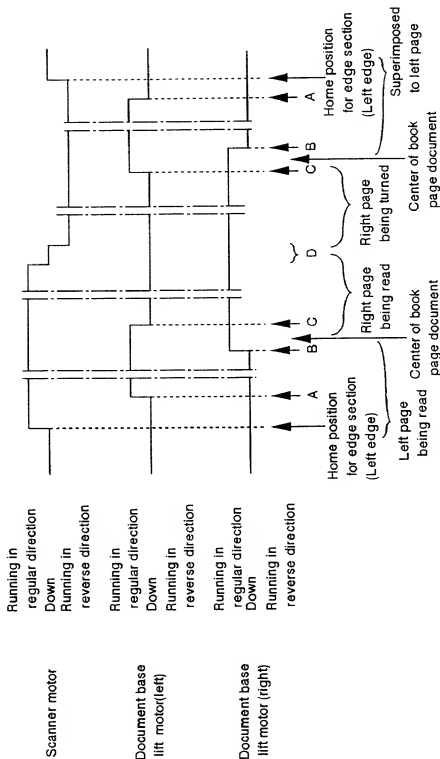 Scanner motor
Running in
regular direction
Down
Running in
reverse direction
Document base
lift motor(left)
Running in
regular direction
Down
Running in
reverse direction
Document base
lift motor (right)
Running in
regular direction
Down
Running in
reverse direction
A
B
C
D
C
B
A
Home position
for edge section
(Left edge)
Left page
being read
Center of book
page document
Right page
being read
Right page
being turned
Center of book
page document
Superimposed
to left page
Home position
for edge section
(Left edge)